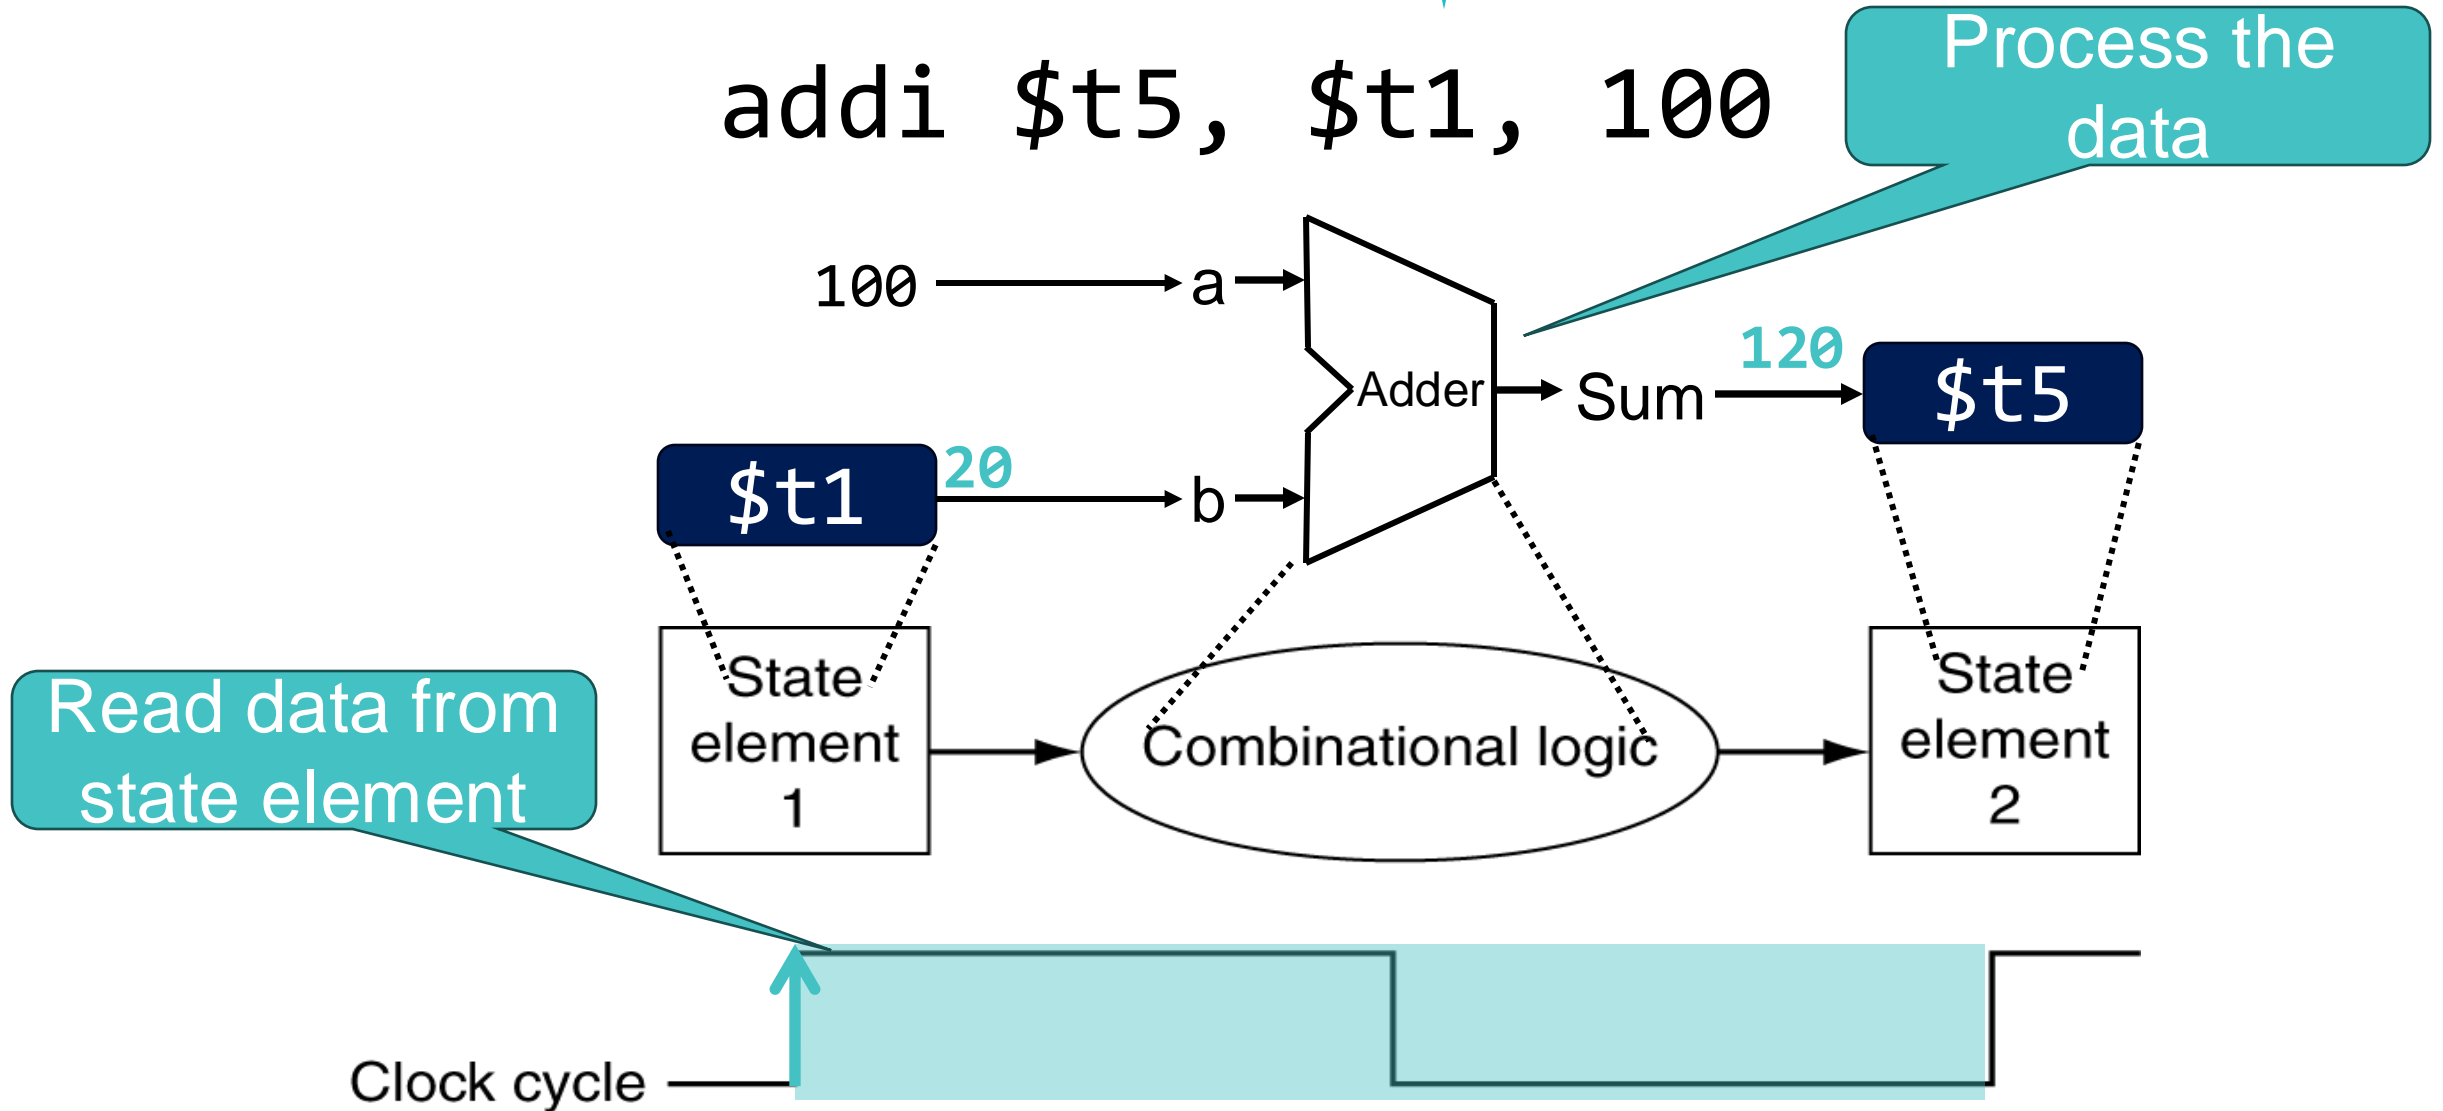 Process the
data
addi $t5, $t1, 100
100
a
Adder
Sum
120
$t5
$t1
20
b
Read data from
state element
State
element
1
Combinational logic
State
element
2
Clock cycle